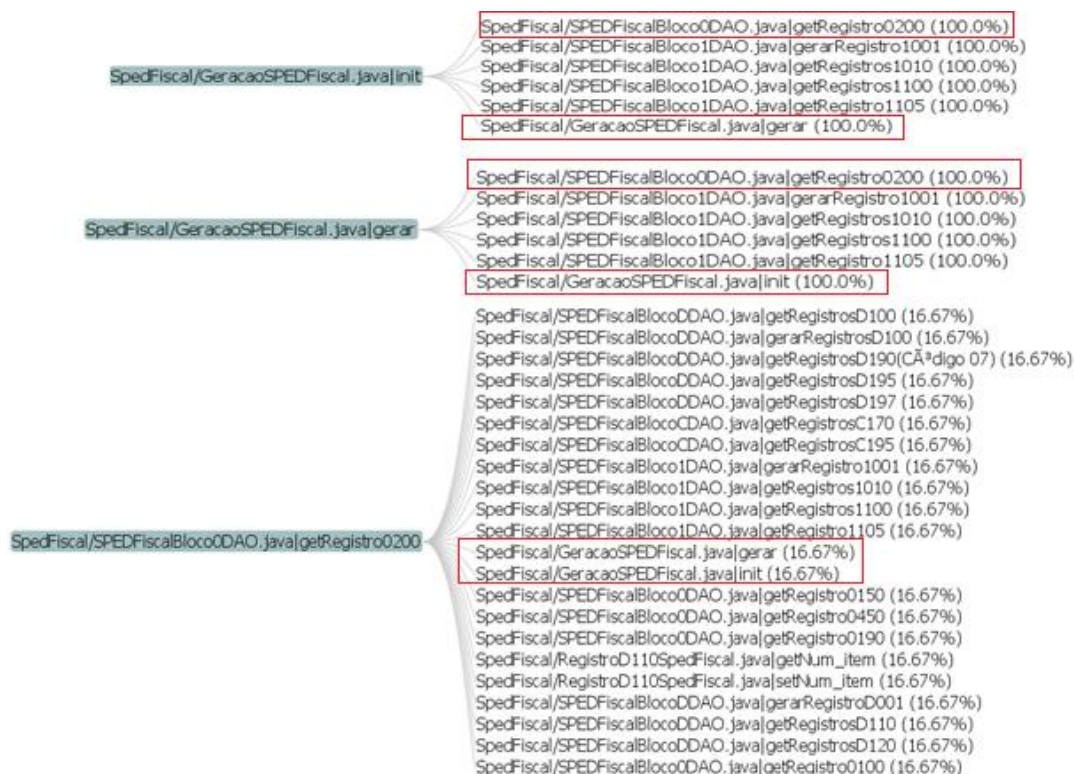 SpedFiscal/GeracaoSPEDFiscal.java|init
SpedFiscal/SPEDFiscalBloco0DAO.java|getRegistro0200 (100.0%)
SpedFiscal/SPEDFiscalBloco1DAO.java|gerarRegistro1001 (100.0%)
SpedFiscal/SPEDFiscalBloco1DAO.java|getRegistros1010 (100.0%)
SpedFiscal/SPEDFiscalBloco1DAO.java|getRegistros1100 (100.0%)
SpedFiscal/SPEDFiscalBloco1DAO.java|getRegistro1105 (100.0%)
SpedFiscal/GeracaoSPEDFiscal.java|gerar (100.0%)
SpedFiscal/GeracaoSPEDFiscal.java|gerar
SpedFiscal/SPEDFiscalBloco0DAO.java|getRegistro0200 (100.0%)
SpedFiscal/SPEDFiscalBloco1DAO.java|gerarRegistro1001 (100.0%)
SpedFiscal/SPEDFiscalBloco1DAO.java|getRegistros1010 (100.0%)
SpedFiscal/SPEDFiscalBloco1DAO.java|getRegistros1100 (100.0%)
SpedFiscal/SPEDFiscalBloco1DAO.java|getRegistro1105 (100.0%)
SpedFiscal/GeracaoSPEDFiscal.java|init (100.0%)
SpedFiscal/SPEDFiscalBloco0DAO.java|getRegistro0200
SpedFiscal/SPEDFiscalBlocoDDAO.java|getRegistrosD100 (16.67%)
SpedFiscal/SPEDFiscalBlocoDDAO.java|gerarRegistrosD100 (16.67%)
SpedFiscal/SPEDFiscalBlocoDDAO.java|getRegistrosD190(CÃ³digo 07) (16.67%)
SpedFiscal/SPEDFiscalBlocoDDAO.java|getRegistrosD195 (16.67%)
SpedFiscal/SPEDFiscalBlocoDDAO.java|getRegistrosD197 (16.67%)
SpedFiscal/SPEDFiscalBlocoCDAO.java|getRegistrosC170 (16.67%)
SpedFiscal/SPEDFiscalBlocoCDAO.java|getRegistrosC195 (16.67%)
SpedFiscal/SPEDFiscalBloco1DAO.java|gerarRegistro1001 (16.67%)
SpedFiscal/SPEDFiscalBloco1DAO.java|getRegistros1010 (16.67%)
SpedFiscal/SPEDFiscalBloco1DAO.java|getRegistros1100 (16.67%)
SpedFiscal/SPEDFiscalBloco1DAO.java|getRegistro1105 (16.67%)
SpedFiscal/GeracaoSPEDFiscal.java|gerar (16.67%)
SpedFiscal/GeracaoSPEDFiscal.java|init (16.67%)
SpedFiscal/SPEDFiscalBloco0DAO.java|getRegistro0150 (16.67%)
SpedFiscal/SPEDFiscalBloco0DAO.java|getRegistro0450 (16.67%)
SpedFiscal/SPEDFiscalBloco0DAO.java|getRegistro0190 (16.67%)
SpedFiscal/RegistroD110SpedFiscal.java|getNum_item (16.67%)
SpedFiscal/RegistroD110SpedFiscal.java|setNum_item (16.67%)
SpedFiscal/SPEDFiscalBlocoDDAO.java|gerarRegistroD001 (16.67%)
SpedFiscal/SPEDFiscalBlocoDDAO.java|getRegistrosD110 (16.67%)
SpedFiscal/SPEDFiscalBlocoDDAO.java|getRegistrosD120 (16.67%)
SpedFiscal/SPEDFiscalBloco0DAO.java|getRegistro0100 (16.67%)